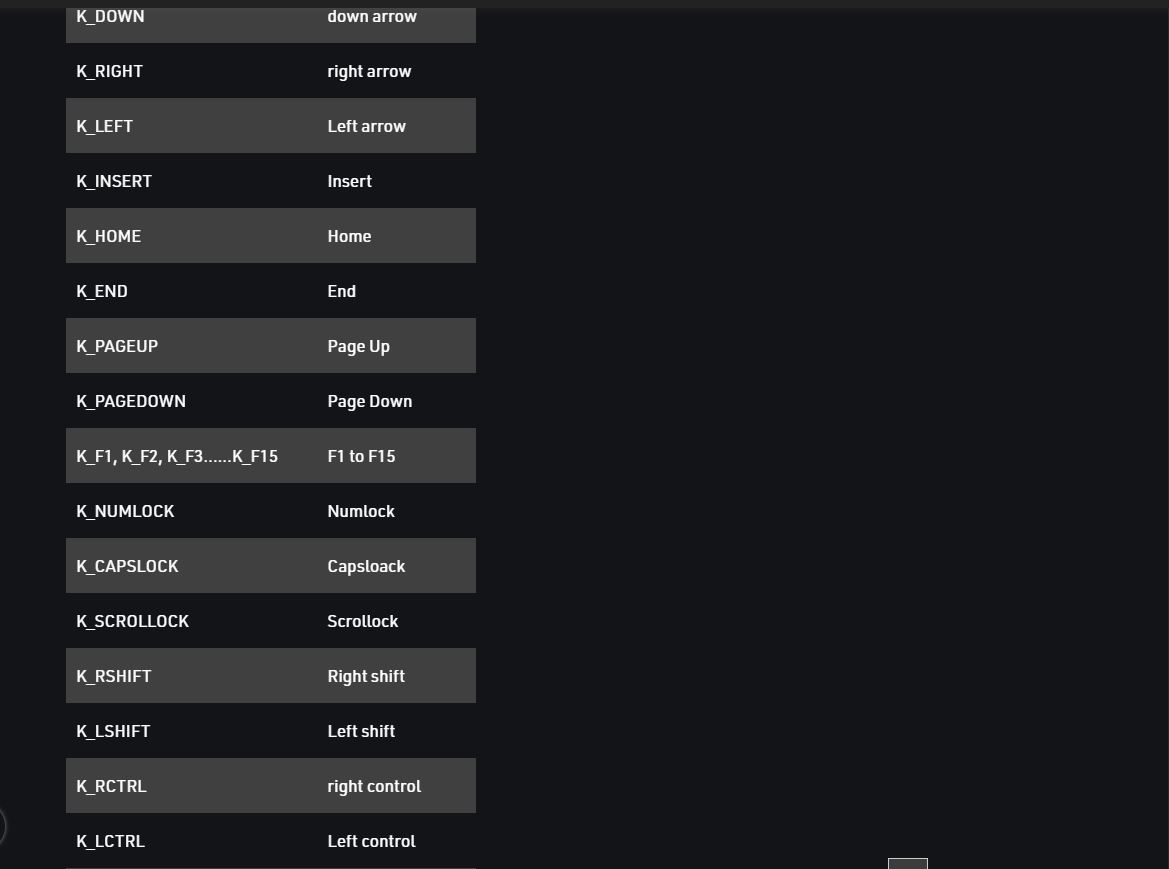 K_DOWN down arrow
K_RIGHT right arrow
K_LEFT Left arrow
K_INSERT Insert
K_HOME Home
K_END End
K_PAGEUP Page Up
K_PAGEDOWN Page Down
K_F1, K_F2, K_F3......K_F15 F1 to F15
K_NUMLOCK Numlock
K_CAPSLOCK Capsloack
K_SCROLLOCK Scrollock
K_RSHIFT Right shift
K_LSHIFT Left shift
K_RCTRL right control
K_LCTRL Left control